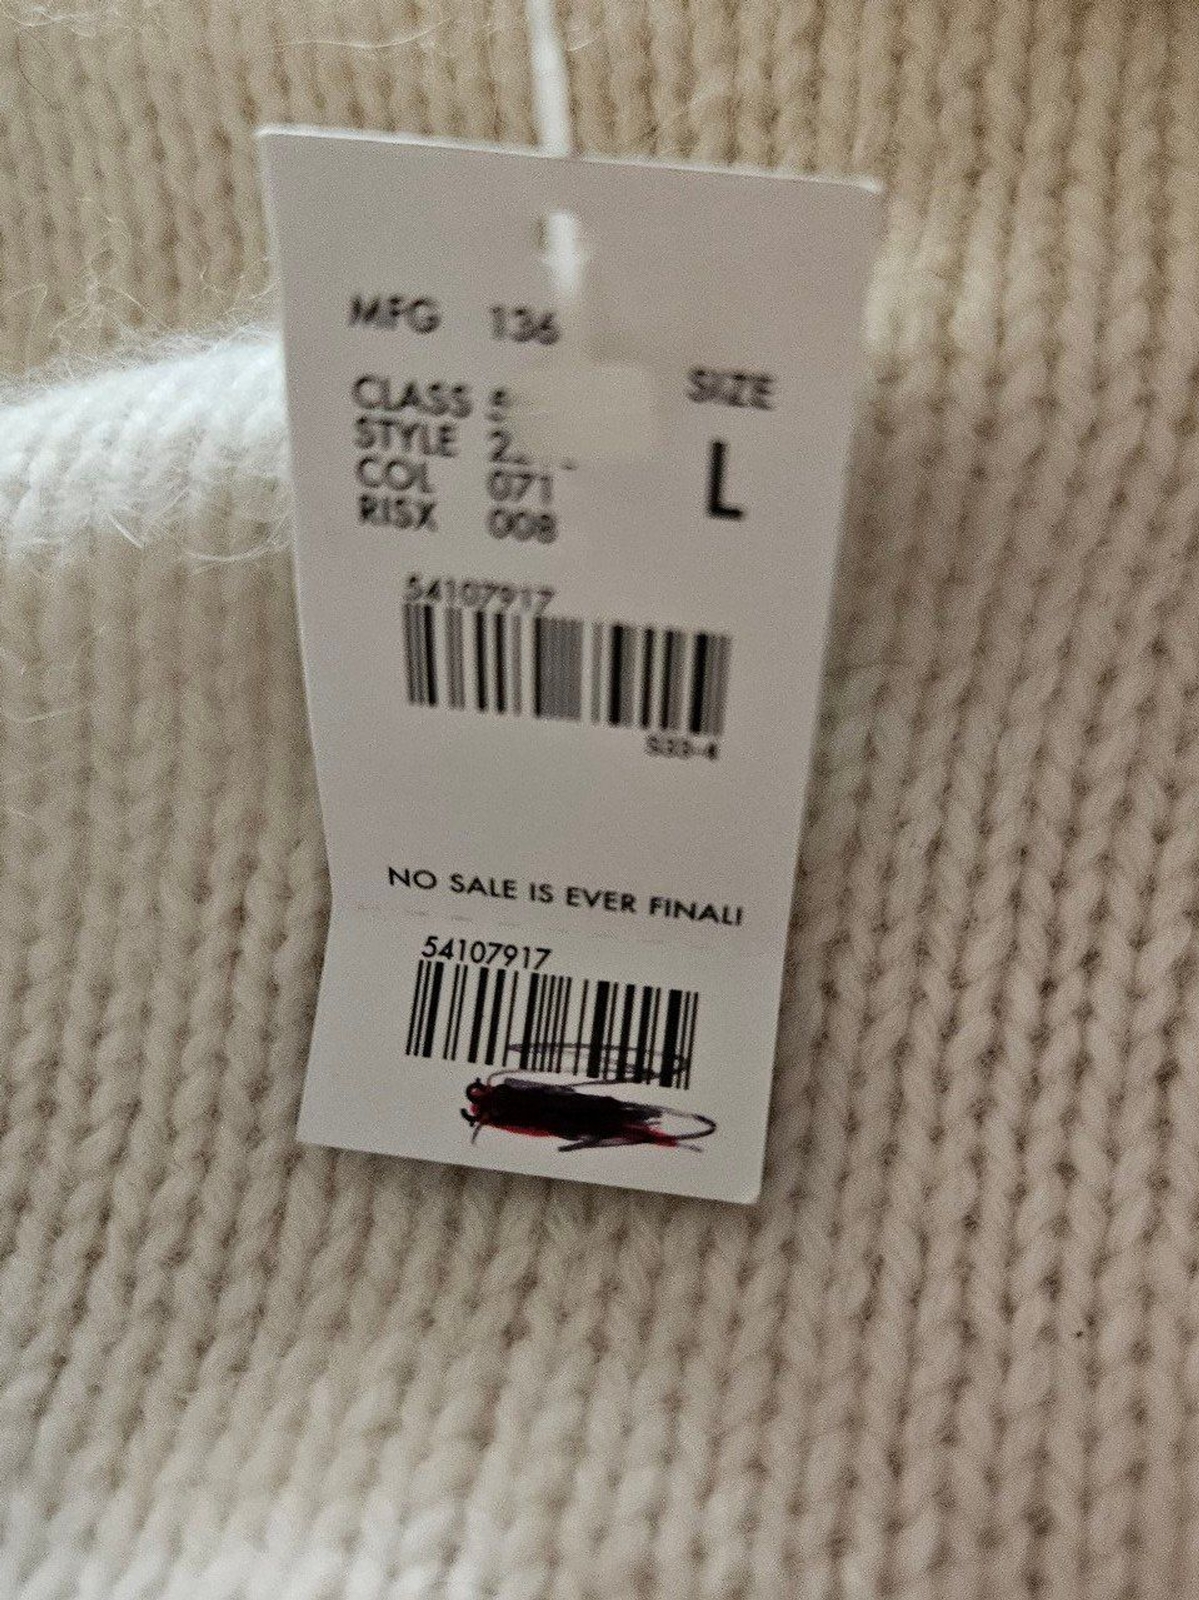 MFG 136
SIZE
CLASS
STYLE
COL 071
RISX 008
L
54107917
NO SALE IS EVER FINAL!
54107917